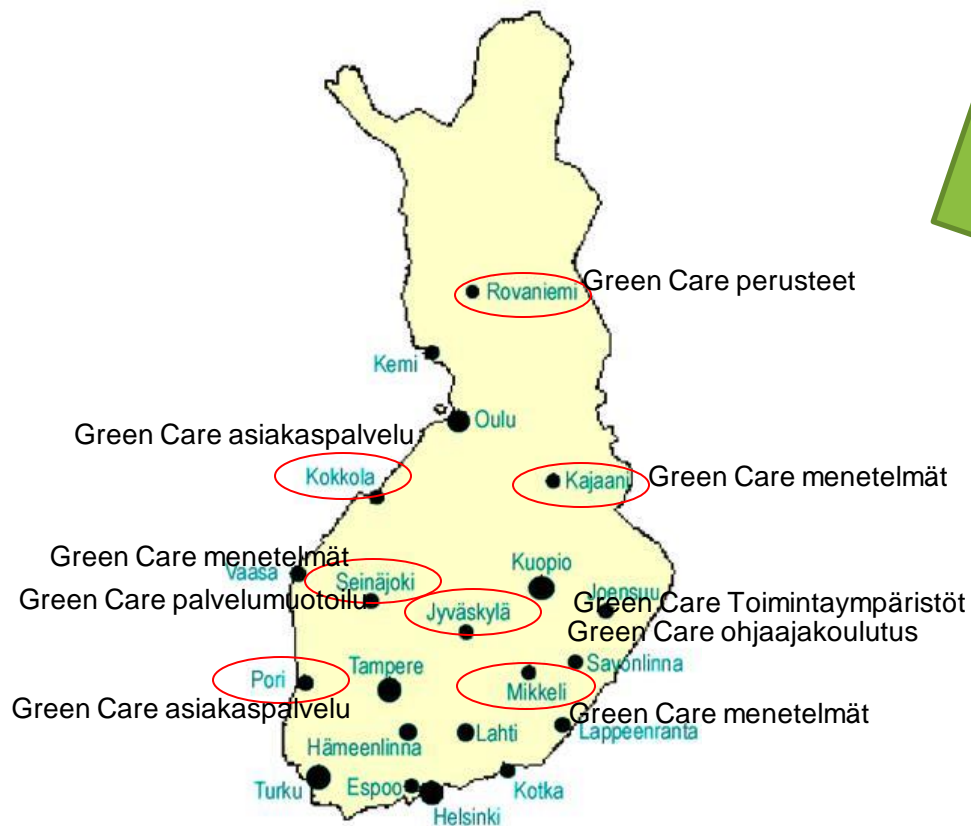 Rovaniemi
Green Care perusteet
Kemi
Oulu
Green Care asiakaspalvelu
Kokkola
Kajaani
Green Care menetelmät
Green Care menetelmät
Vaasa
Seinäjoki
Kuopio
Green Care palvelumuotoilu
Joensuu
Green Care Toimintaympäristöt
Jyväskylä
Green Care ohjaajakoulutus
Savonlinna
Pori
Tampere
Mikkeli
Green Care asiakaspalvelu
Green Care menetelmät
Lappeenranta
Hämeenlinna
Lahti
Turku
Espoo
Kotka
Helsinki